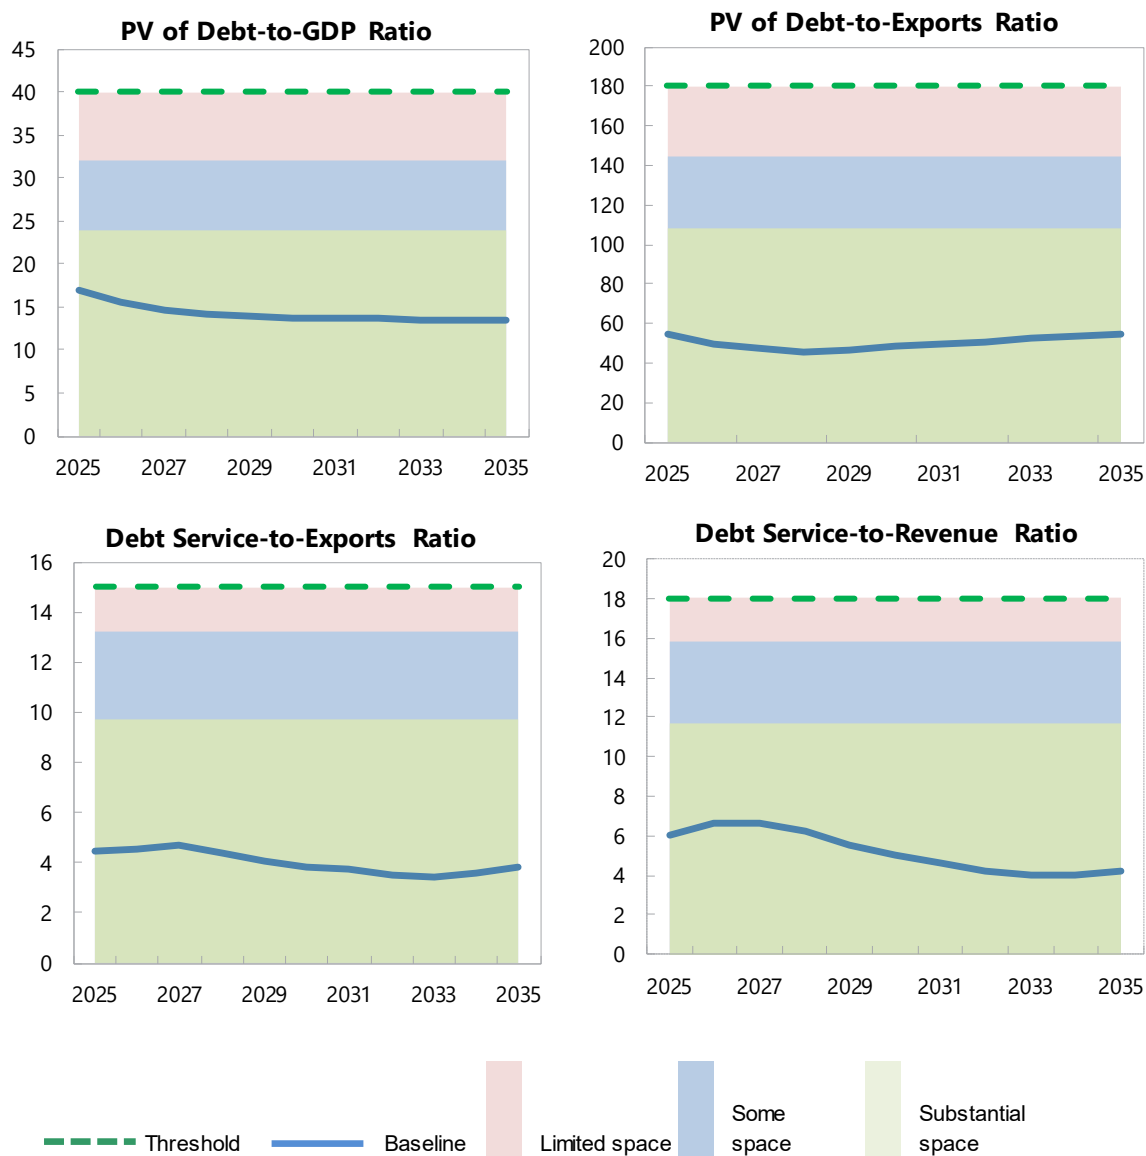 PV of Debt-to-GDP Ratio
45
40
35
30
25
20
15
10
5
0
2025 2027 2029 2031 2033 2035
PV of Debt-to-Exports Ratio
200
180
160
140
120
100
80
60
40
20
0
2025 2027 2029 2031 2033 2035
Debt Service-to-Exports Ratio
16
14
12
10
8
6
4
2
0
2025 2027 2029 2031 2033 2035
Debt Service-to-Revenue Ratio
20
18
16
14
12
10
8
6
4
2
0
2025 2027 2029 2031 2033 2035
Threshold
Baseline
Limited space
Some
space
Substantial
space